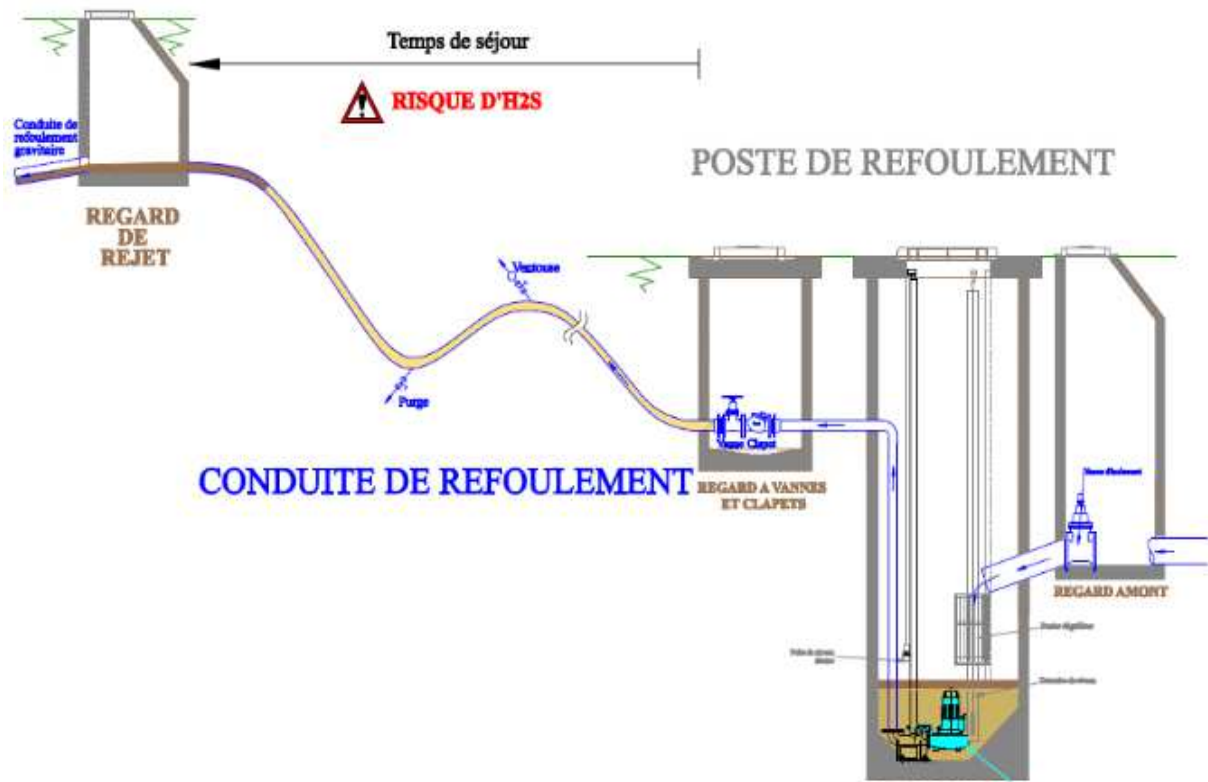 Temps de séjour
RISQUE D'H2S
Conduite de
refoulement
gravitaire
POSTE DE REFOULEMENT
REGARD
DE
REJET
Ventouse
Purge
Vanne Clapet
CONDUITE DE REFOULEMENT
REGARD A VANNES
ET CLAPETS
REGARD AMONT